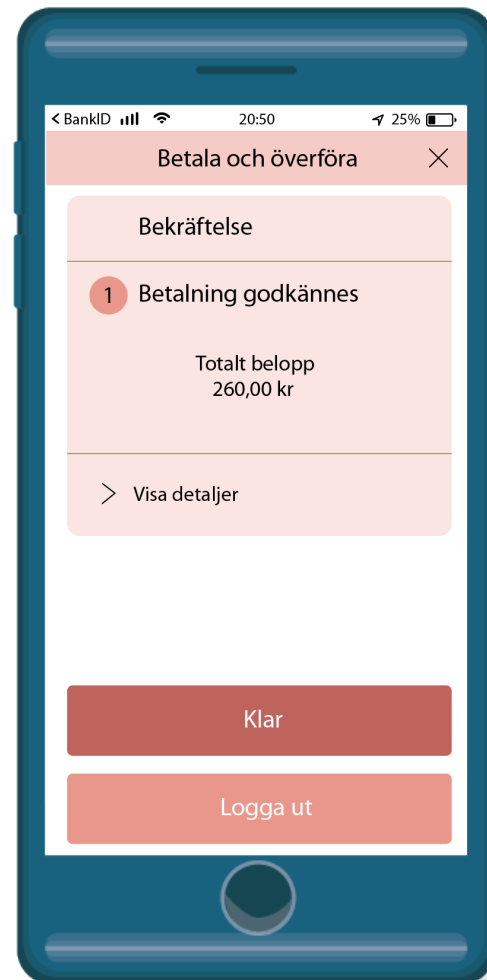 < BankID 20:50 25%
Betala och överföra
Bekräftelse
1 Betalning godkännes
Totalt belopp
260,00 kr
> Visa detaljer
Klar
Logga ut